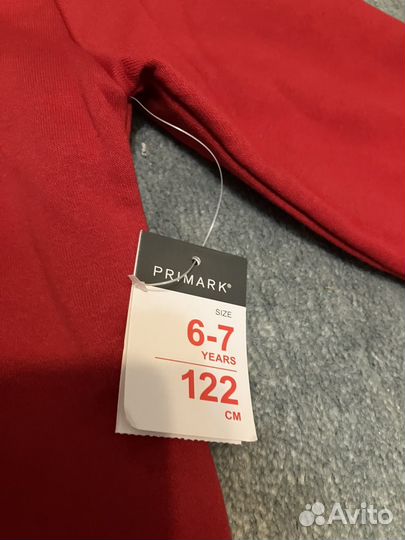 PRIMARK®
SIZE
6-7
YEARS
122
CM
Avito